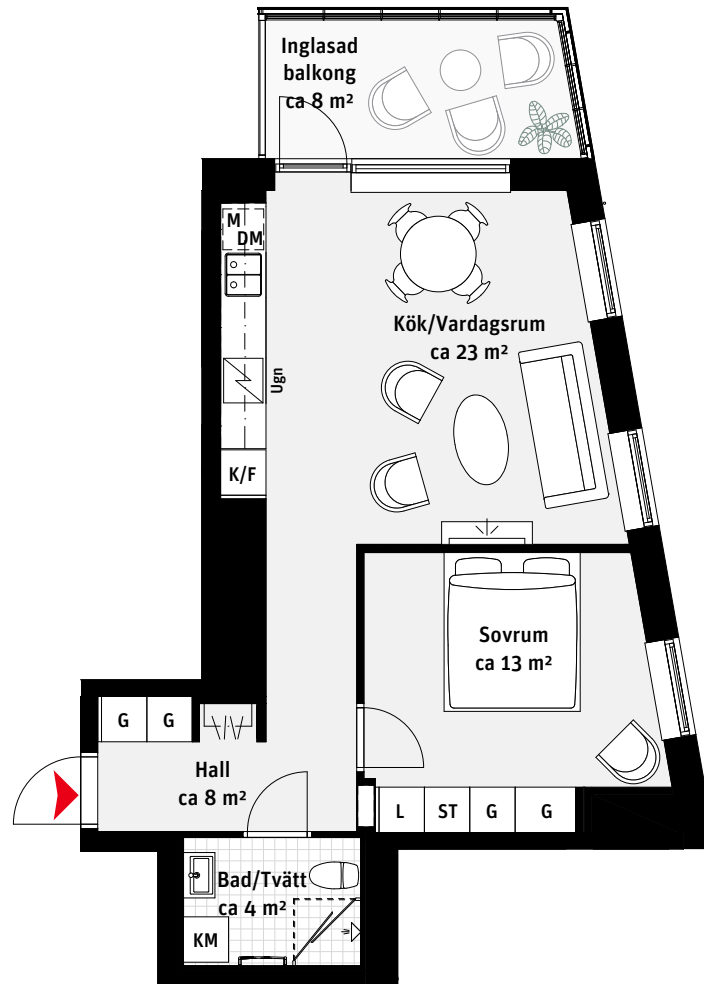 Inglasad
balkong
ca 8 m²
M
DM
Kök/Vardagsrum
ca 23 m²
Ugn
K/F
Sovrum
ca 13 m²
G
G
Hall
ca 8 m²
L
ST
G
G
Bad/Tvätt
ca 4 m²
KM